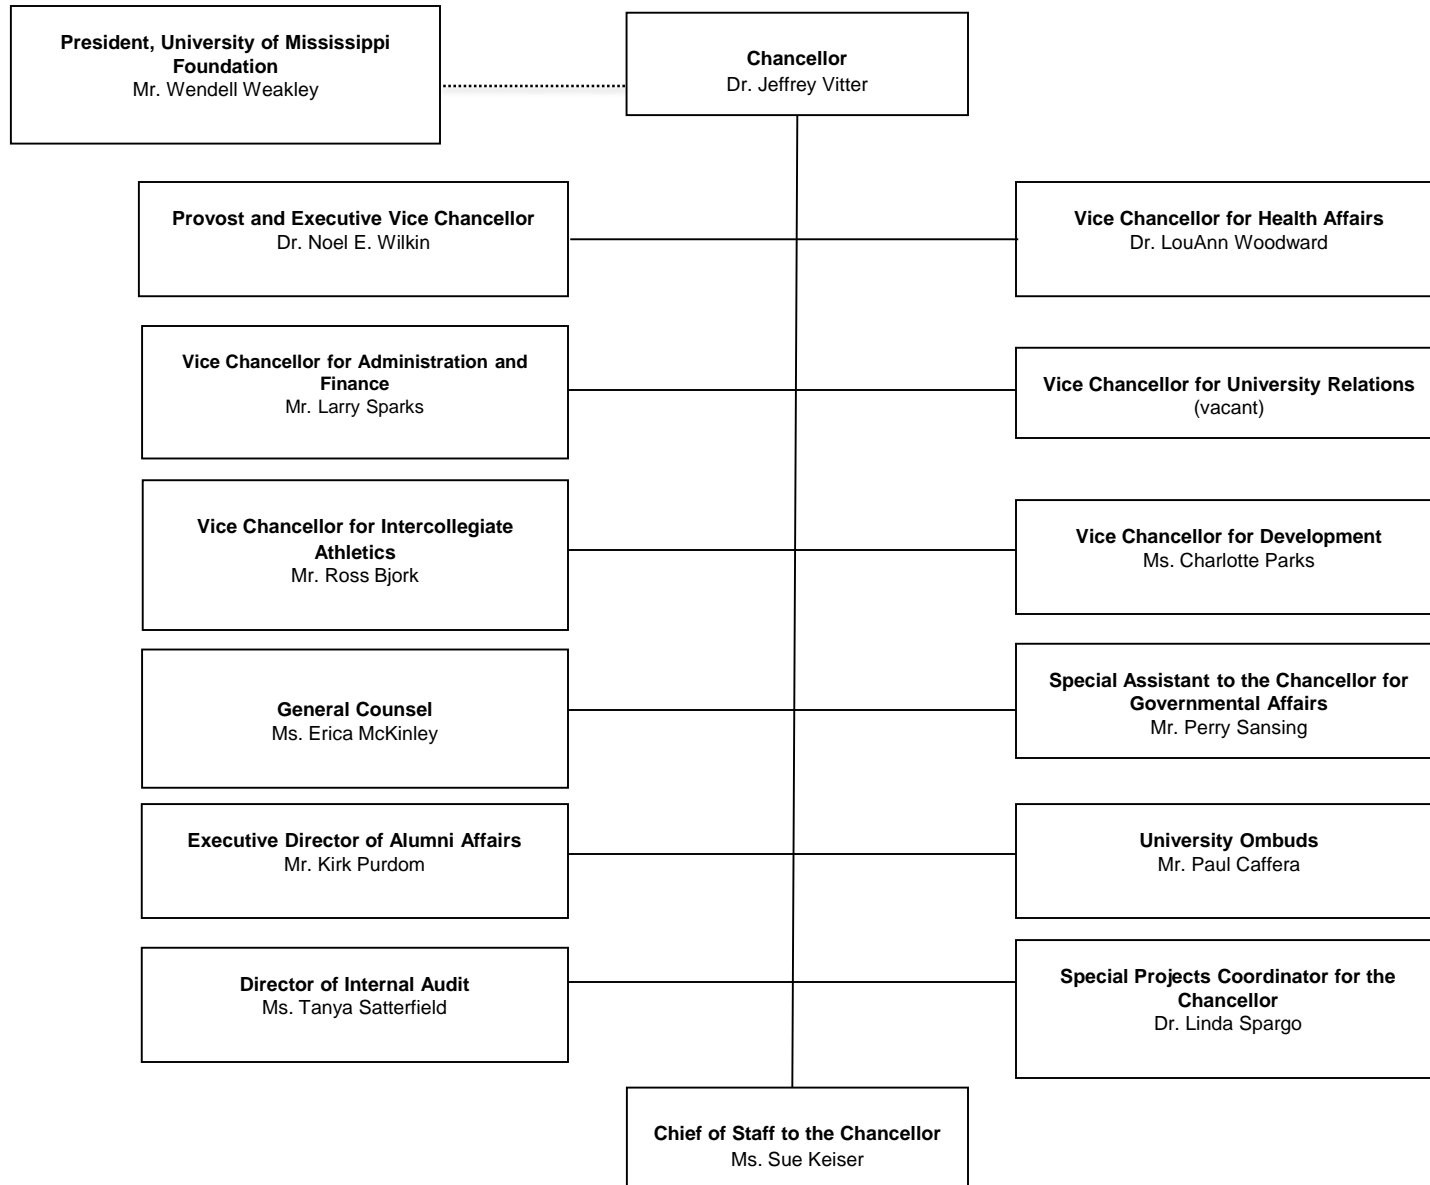 President, University of Mississippi
Foundation
Mr. Wendell Weakley
Chancellor
Dr. Jeffrey Vitter
Provost and Executive Vice Chancellor
Dr. Noel E. Wilkin
Vice Chancellor for Health Affairs
Dr. LouAnn Woodward
Vice Chancellor for Administration and
Finance
Mr. Larry Sparks
Vice Chancellor for University Relations
(vacant)
Vice Chancellor for Intercollegiate
Athletics
Mr. Ross Bjork
Vice Chancellor for Development
Ms. Charlotte Parks
General Counsel
Ms. Erica McKinley
Special Assistant to the Chancellor for
Governmental Affairs
Mr. Perry Sansing
Executive Director of Alumni Affairs
Mr. Kirk Purdom
University Ombuds
Mr. Paul Caffera
Director of Internal Audit
Ms. Tanya Satterfield
Special Projects Coordinator for the
Chancellor
Dr. Linda Spargo
Chief of Staff to the Chancellor
Ms. Sue Keiser